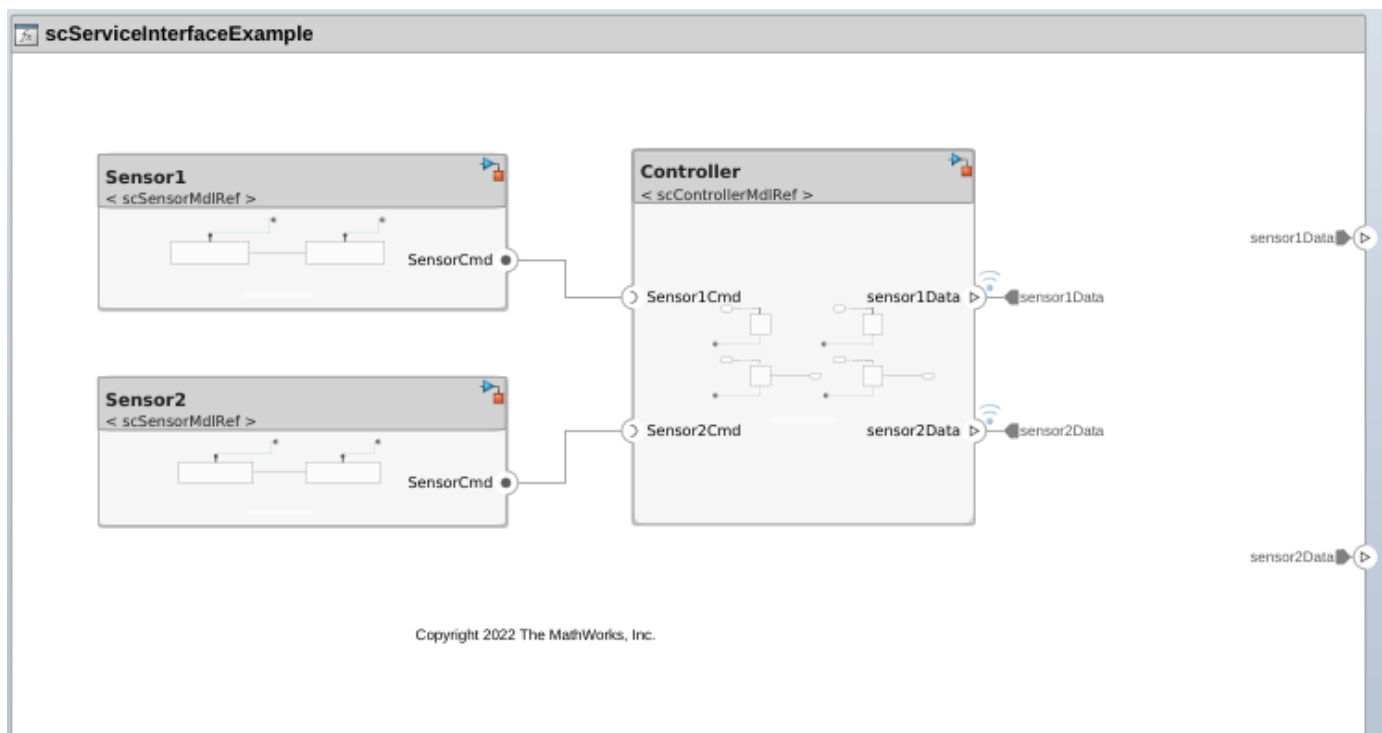 scServiceInterfaceExample
Sensor1
< scSensorMdlRef >
SensorCmd
Controller
< scControllerMdlRef >
Sensor1Cmd
sensor1Data
sensor1Data
sensor1Data
Sensor2
< scSensorMdlRef >
SensorCmd
Sensor2Cmd
sensor2Data
sensor2Data
sensor2Data
Copyright 2022 The MathWorks, Inc.